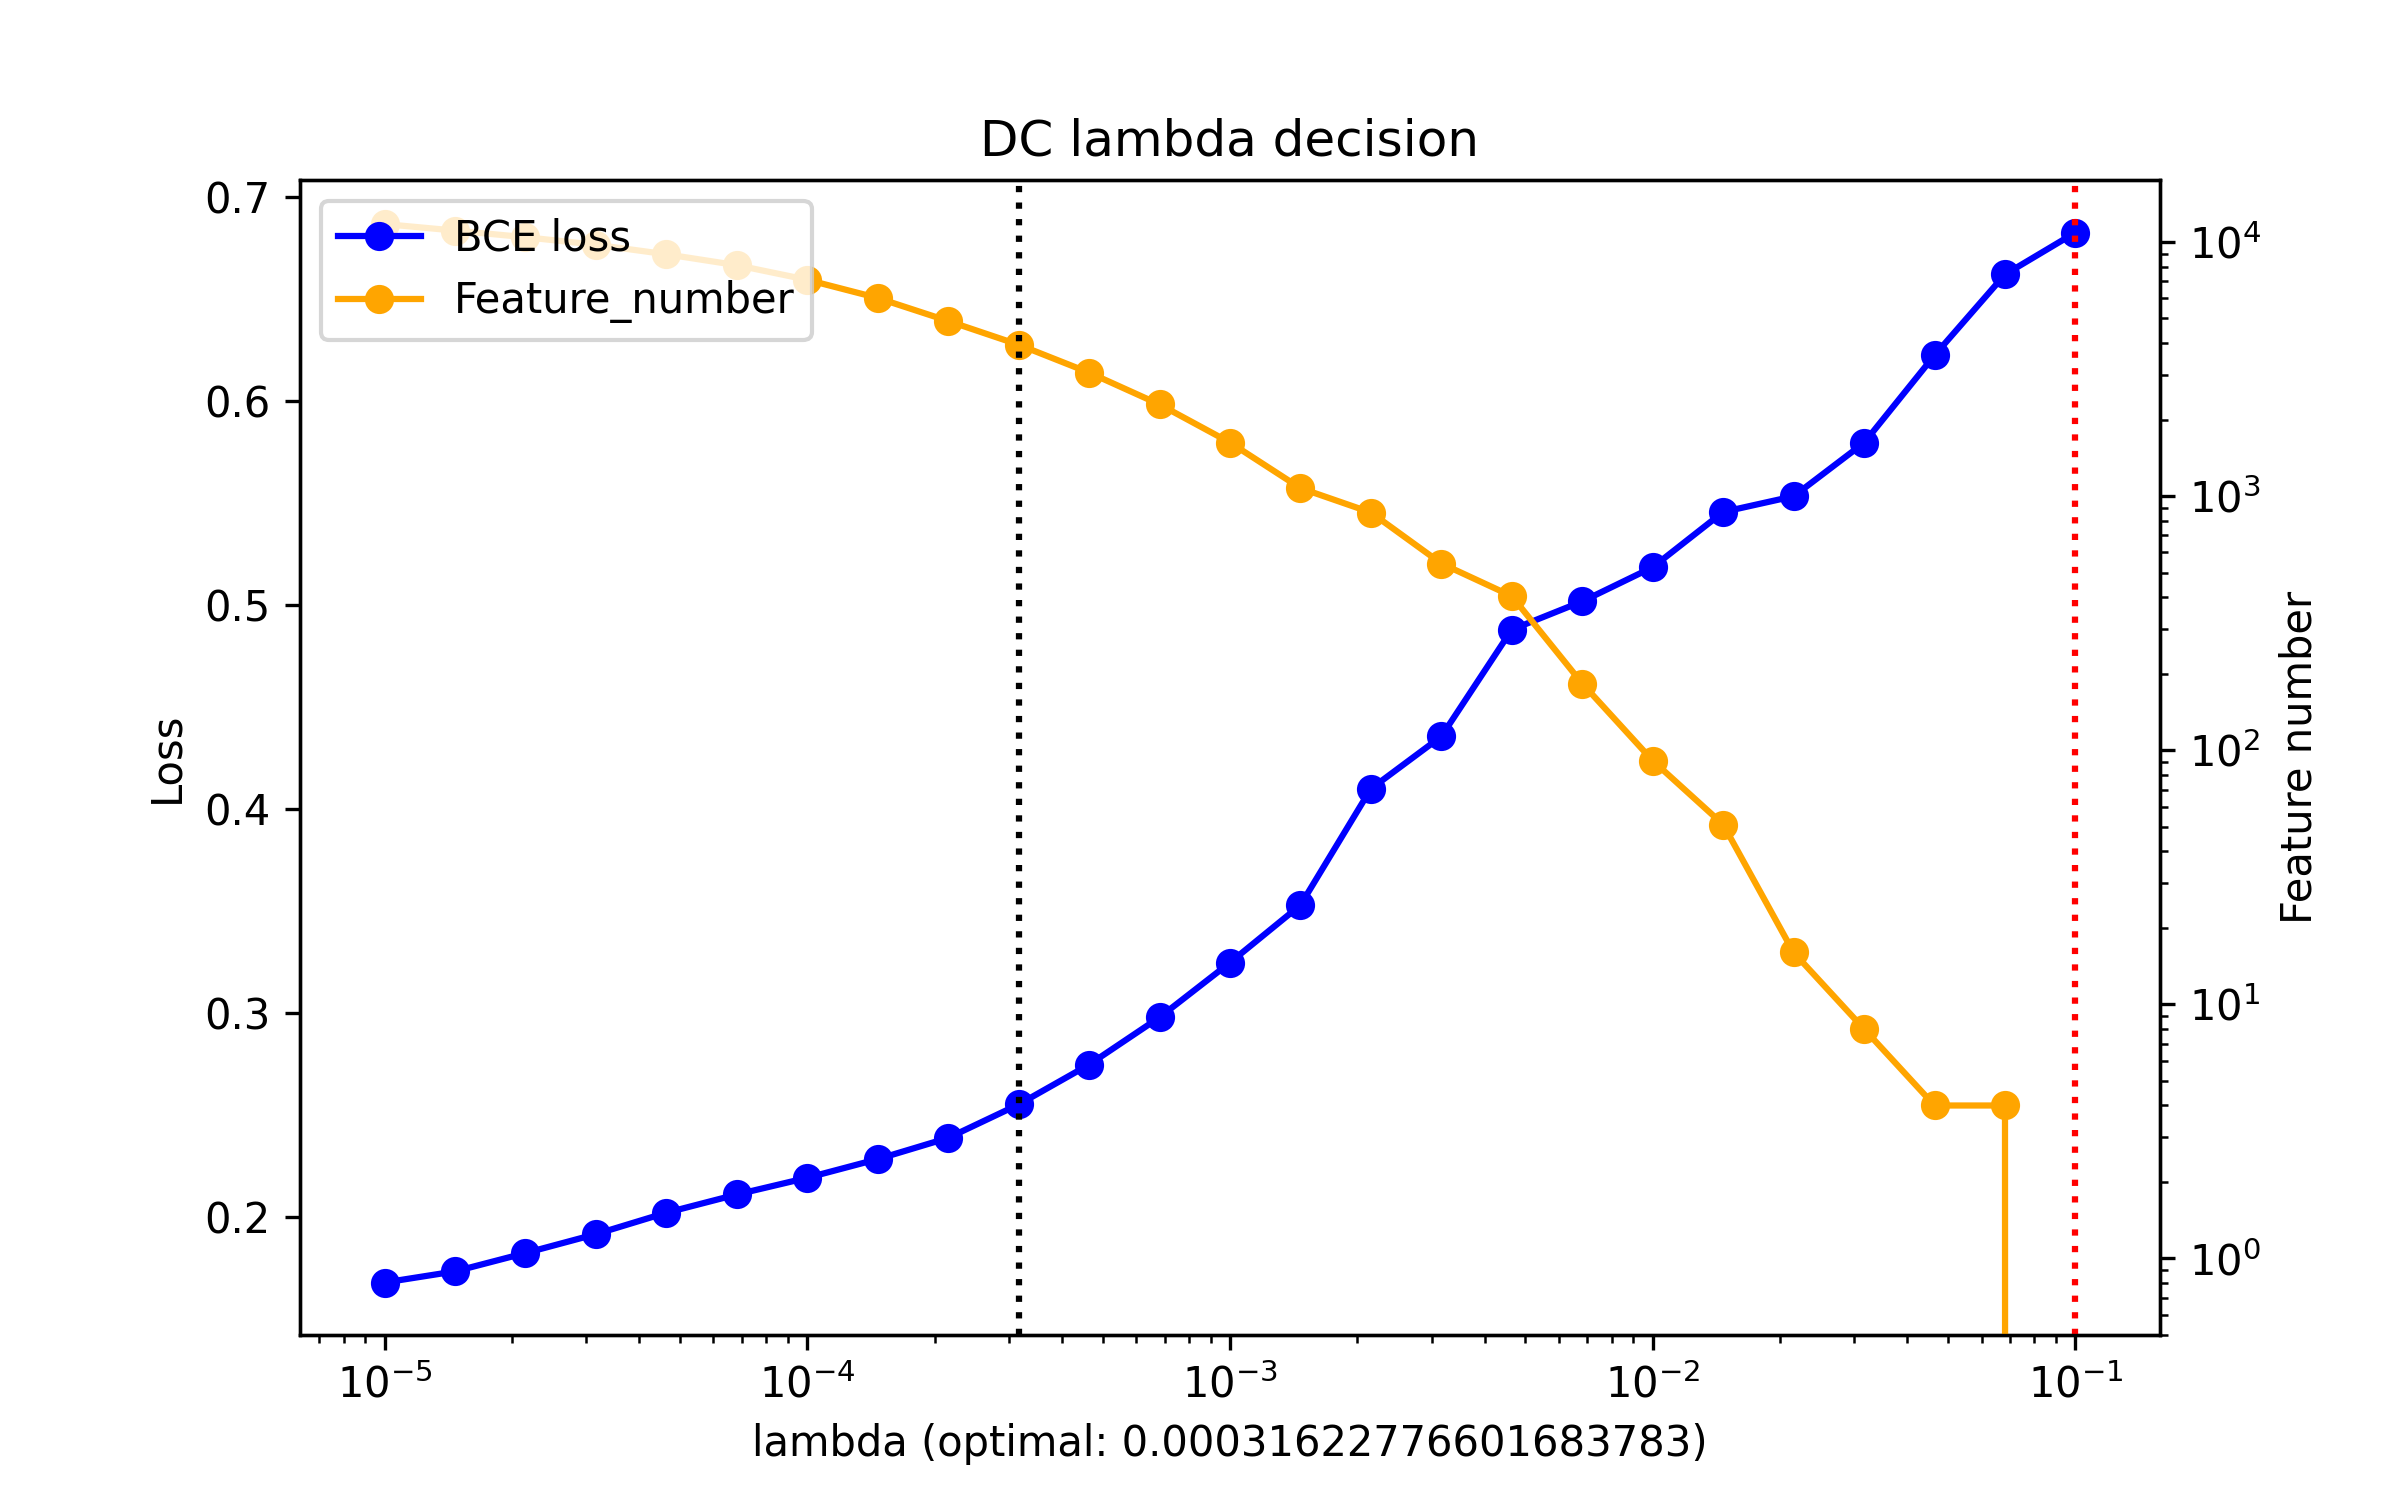 DC lambda decision
BCE loss
Feature_number
0.7
0.6
0.5
0.4
0.3
0.2
Loss
10⁴
10³
10²
10¹
10⁰
Feature number
10⁻⁵ 10⁻⁴ 10⁻³ 10⁻² 10⁻¹
lambda (optimal: 0.00031622776601683783)